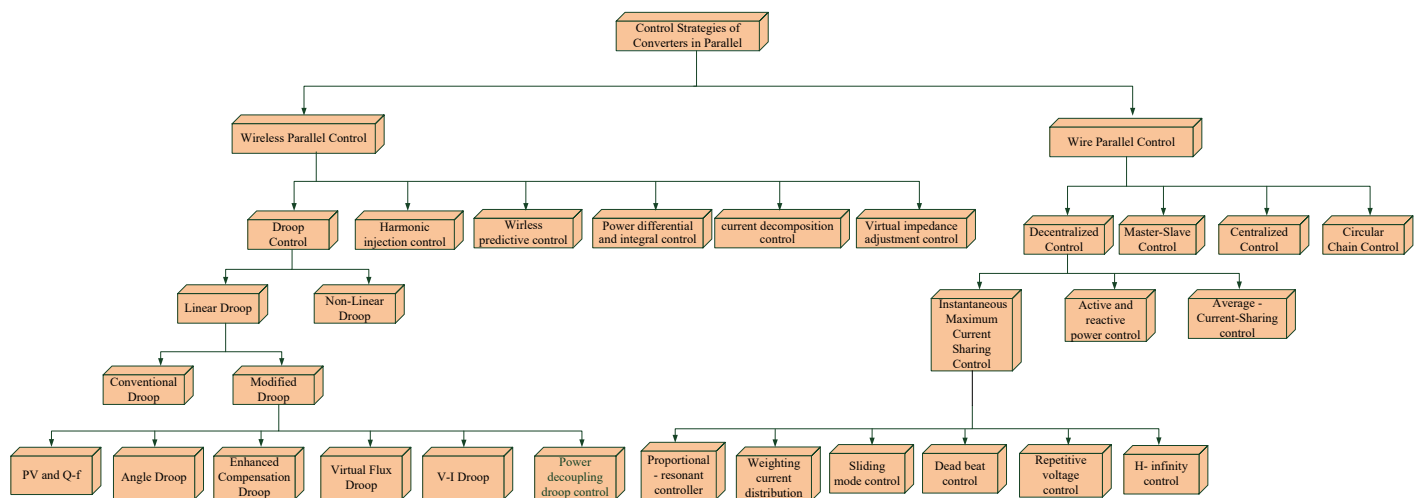 Control Strategies of
Converters in Parallel
Wireless Parallel Control
Wire Parallel Control
Droop
Control
Harmonic
injection control
Wirless
predictive control
Power differential
and integral control
current decomposition
control
Virtual impedance
adjustment control
Decentralized
Control
Master-Slave
Control
Centralized
Control
Circular
Chain Control
Linear Droop
Non-Linear
Droop
Instantaneous
Maximum
Current
Sharing
Control
Active and
reactive
power control
Average -
Current-Sharing
control
Conventional
Droop
Modified
Droop
PV and Q-f
Angle Droop
Enhanced
Compensation
Droop
Virtual Flux
Droop
V-I Droop
Power
decoupling
droop control
Proportional
- resonant
controller
Weighting
current
distribution
Sliding
mode control
Dead beat
control
Repetitive
voltage
control
H- infinity
control